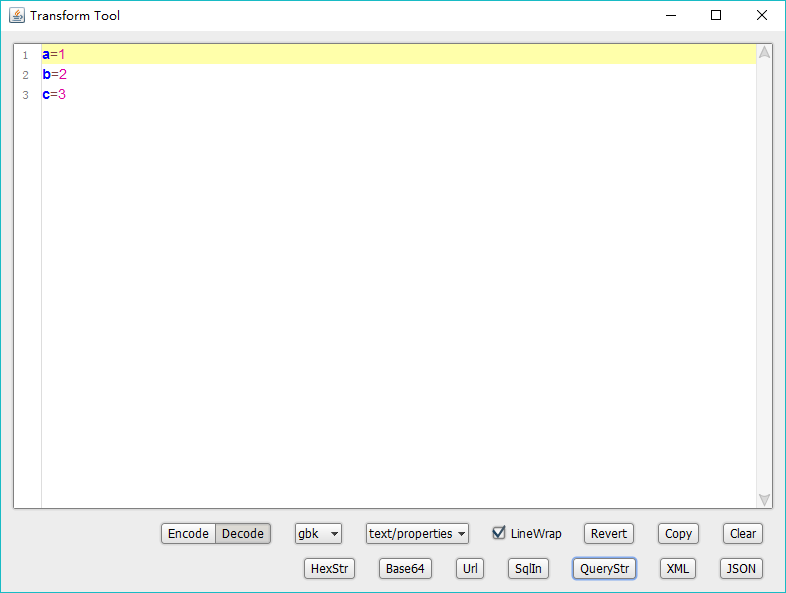 Transform Tool
1 a=1
2 b=2
3 c=3
Encode Decode gbk text/properties LineWrap Revert Copy Clear
HexStr Base64 Url SqlIn QueryStr XML JSON